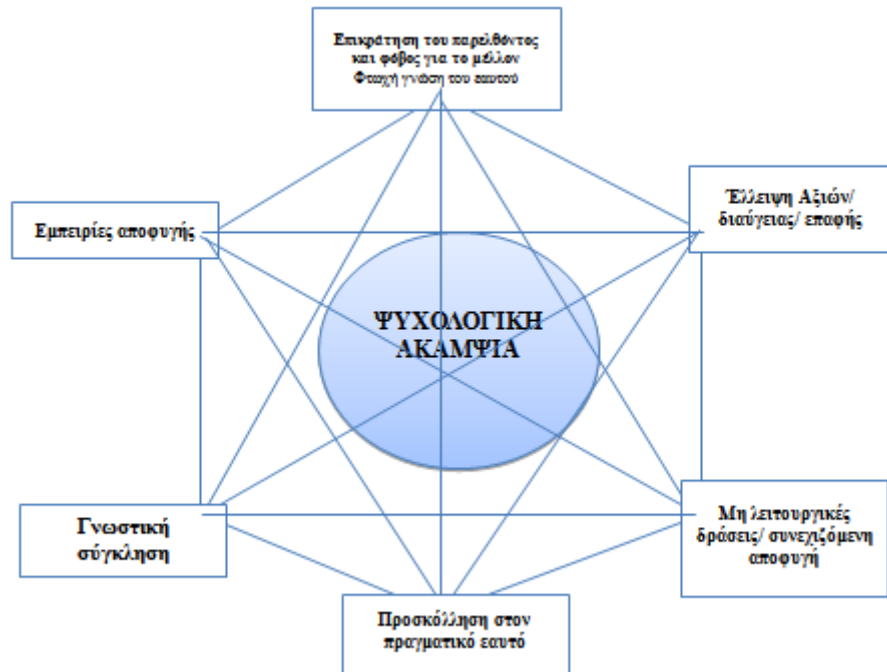 Επικράτηση του παρελθόντος
και φόβος για το μέλλον
Φτωχή γνώση του εαυτού
Έλλειψη Αξιών/
διαύγειας/ επαφής
Εμπειρίες αποφυγής
ΨΥΧΟΛΟΓΙΚΗ
ΑΚΑΜΨΙΑ
Γνωστική
σύγκληση
Μη λειτουργικές
δράσεις/ συνεχιζόμενη
αποφυγή
Προσκόλληση στον
πραγματικό εαυτό